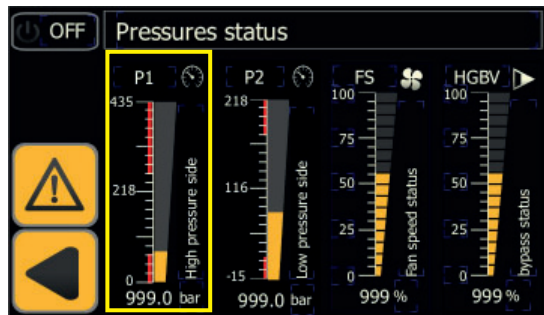 OFF
Pressures status
P1
P2
FS
HGBV
435
218
0
High pressure side
218
116
-15
Low pressure side
100
75
50
25
0
Fan speed status
100
75
50
25
0
bypass status
999.0 bar
999.0 bar
999 %
999 %